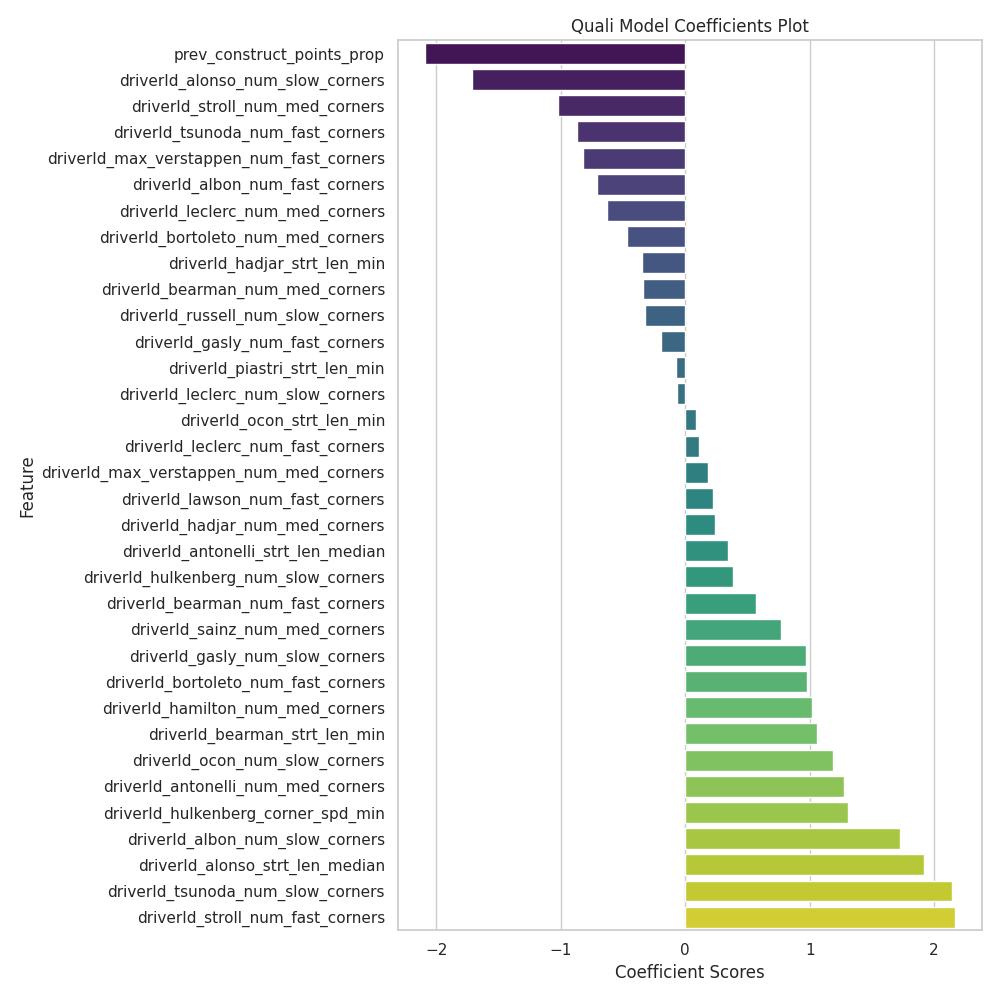 Quali Model Coefficients Plot
prev_construct_points_prop
driverId_alonso_num_slow_corners
driverId_stroll_num_med_corners
driverId_tsunoda_num_fast_corners
driverId_max_verstappen_num_fast_corners
driverId_albon_num_fast_corners
driverId_leclerc_num_med_corners
driverId_bortoleto_num_med_corners
driverId_hadjar_strt_len_min
driverId_bearman_num_med_corners
driverId_russell_num_slow_corners
driverId_gasly_num_fast_corners
driverId_piastri_strt_len_min
driverId_leclerc_num_slow_corners
driverId_ocon_strt_len_min
driverId_leclerc_num_fast_corners
driverId_max_verstappen_num_med_corners
driverId_lawson_num_fast_corners
driverId_hadjar_num_med_corners
driverId_antonelli_strt_len_median
driverId_hulkenberg_num_slow_corners
driverId_bearman_num_fast_corners
driverId_sainz_num_med_corners
driverId_gasly_num_slow_corners
driverId_bortoleto_num_fast_corners
driverId_hamilton_num_med_corners
driverId_bearman_strt_len_min
driverId_ocon_num_slow_corners
driverId_antonelli_num_med_corners
driverId_hulkenberg_corner_spd_min
driverId_albon_num_slow_corners
driverId_alonso_strt_len_median
driverId_tsunoda_num_slow_corners
driverId_stroll_num_fast_corners
Feature
−2 −1 0 1 2
Coefficient Scores